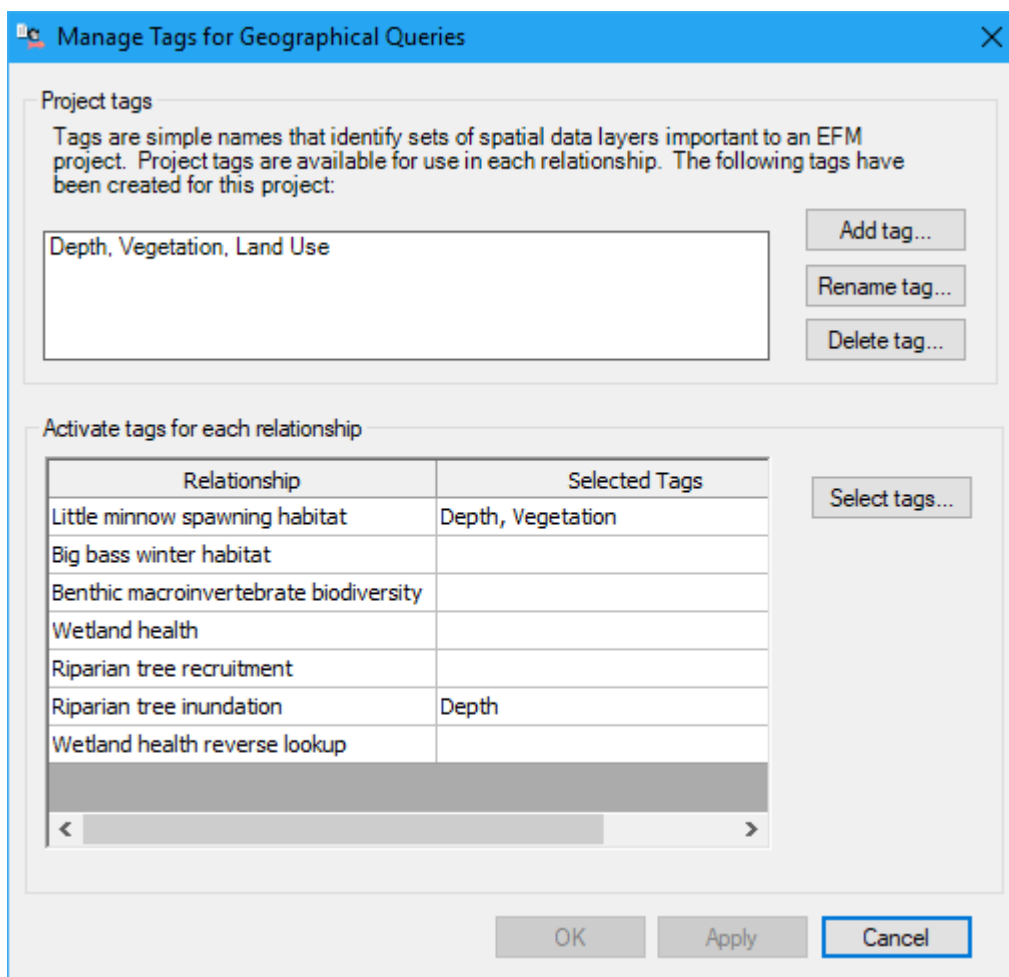 Manage Tags for Geographical Queries
Project tags
Tags are simple names that identify sets of spatial data layers important to an EFM
project. Project tags are available for use in each relationship. The following tags have
been created for this project:
Depth, Vegetation, Land Use
Add tag...
Rename tag...
Delete tag...
Activate tags for each relationship
Relationship Selected Tags
Little minnow spawning habitat Depth, Vegetation
Big bass winter habitat
Benthic macroinvertebrate biodiversity
Wetland health
Riparian tree recruitment
Riparian tree inundation Depth
Wetland health reverse lookup
Select tags...
OK Apply Cancel